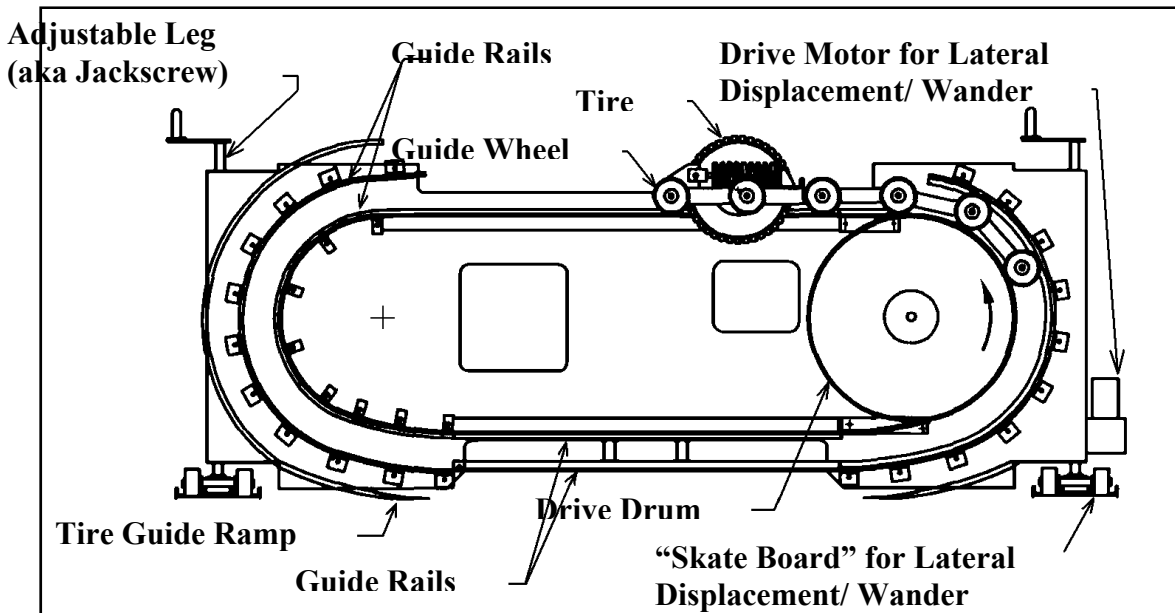 Adjustable Leg
(aka Jackscrew)
Guide Rails
Drive Motor for Lateral
Displacement/ Wander
Tire
Guide Wheel
Drive Drum
Tire Guide Ramp
Guide Rails
“Skate Board” for Lateral
Displacement/ Wander